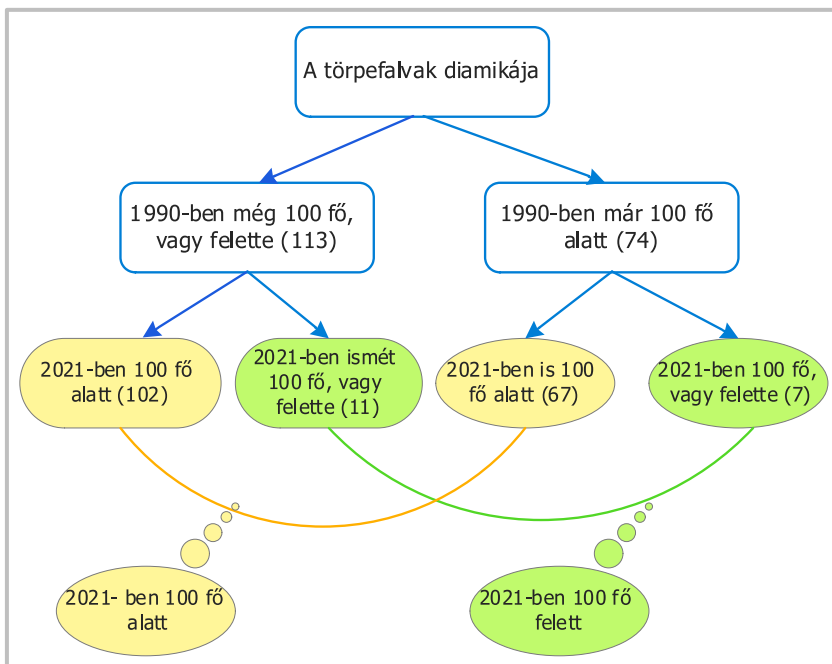 A törpefalvak diamikája
1990-ben még 100 fő,
vagy felette (113)
1990-ben már 100 fő
alatt (74)
2021-ben 100 fő
alatt (102)
2021-ben ismét
100 fő, vagy
felette (11)
2021-ben is 100
fő alatt (67)
2021-ben 100 fő,
vagy felette (7)
2021- ben 100 fő
alatt
2021-ben 100 fő
felett